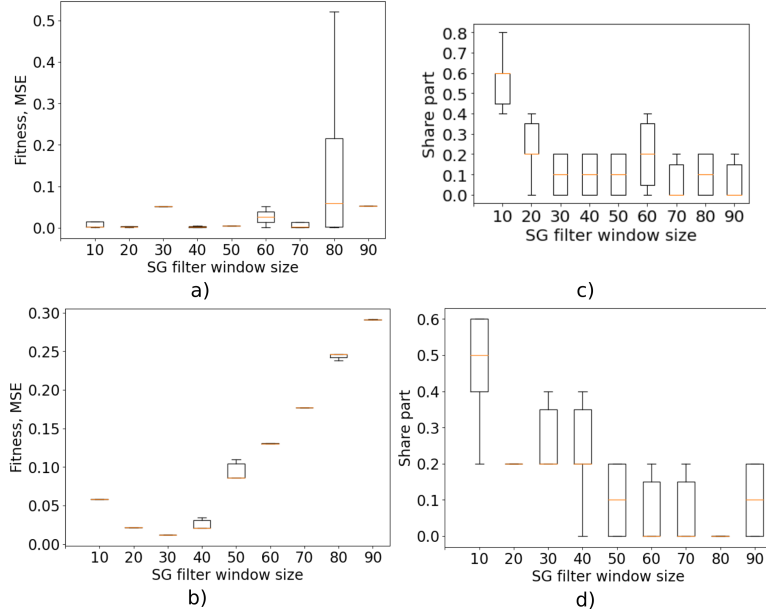 0.5
0.4
0.3
0.2
0.1
0.0
Fitness, MSE
10 20 30 40 50 60 70 80 90
SG filter window size
a)
0.8
0.7
0.6
0.5
0.4
0.3
0.2
0.1
0.0
Share part
10 20 30 40 50 60 70 80 90
SG filter window size
c)
0.30
0.25
0.20
0.15
0.10
0.05
0.00
Fitness, MSE
10 20 30 40 50 60 70 80 90
SG filter window size
b)
0.6
0.5
0.4
0.3
0.2
0.1
0.0
Share part
10 20 30 40 50 60 70 80 90
SG filter window size
d)